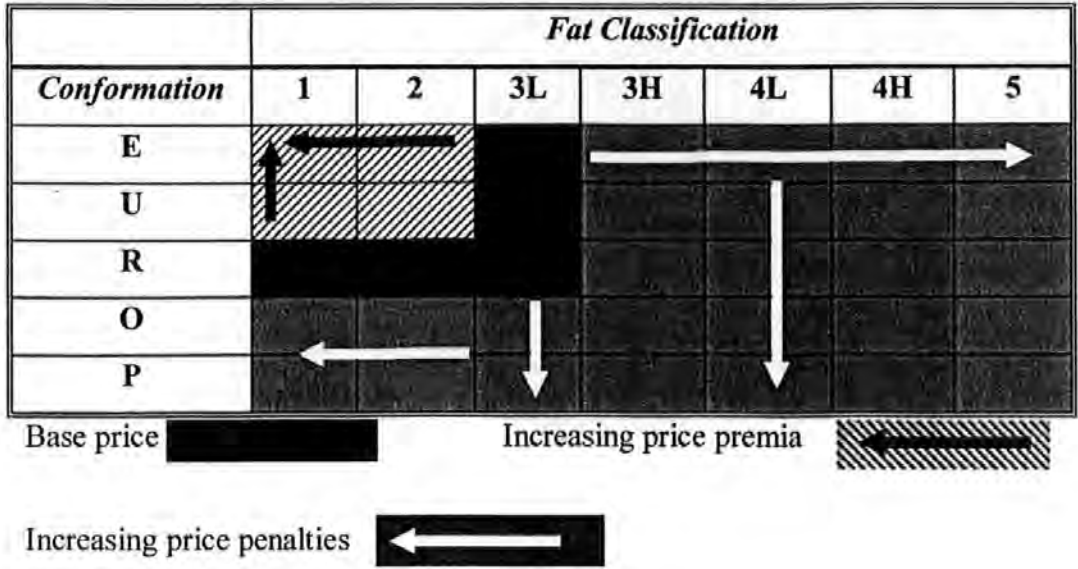 Fat Classification
Conformation 1 2 3L 3H 4L 4H 5
E
U
R
O
P
Base price Increasing price premia
Increasing price penalties